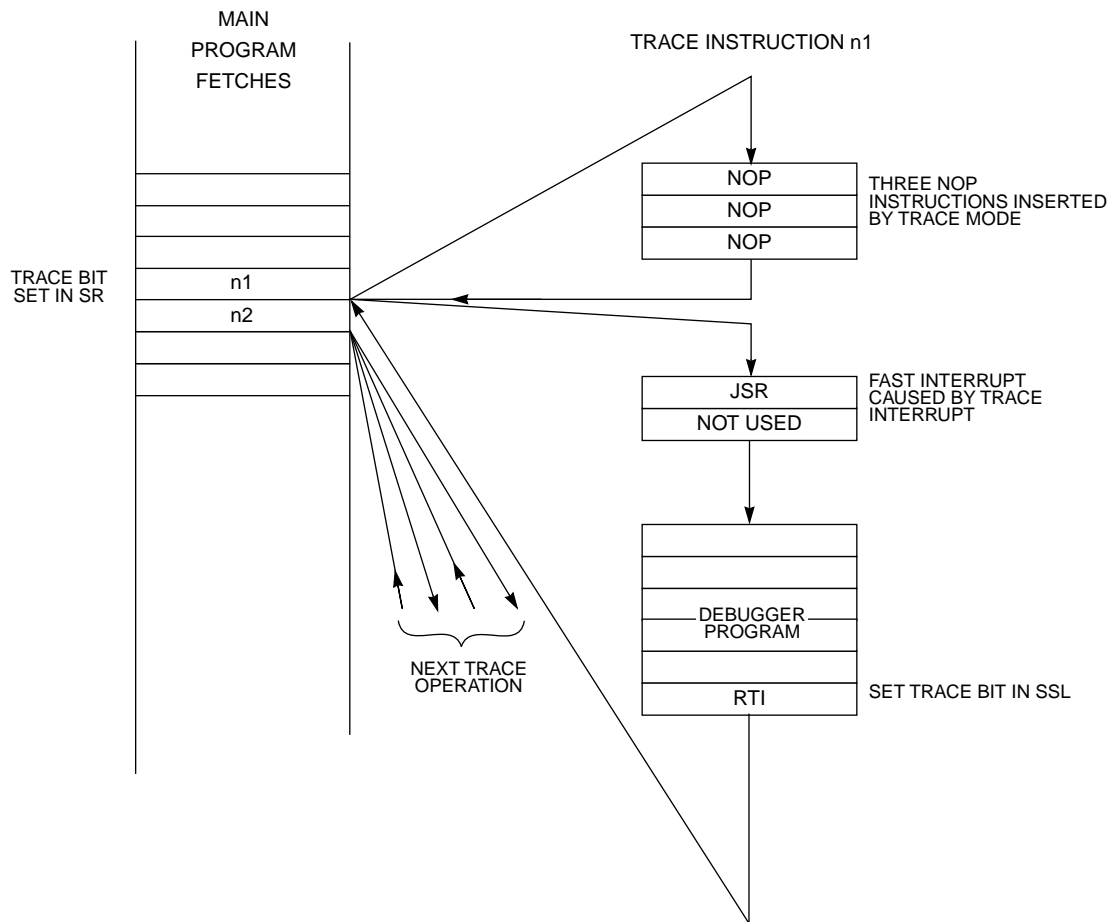 MAIN
PROGRAM
FETCHES
TRACE INSTRUCTION n1
NOP
NOP
NOP
THREE NOP
INSTRUCTIONS INSERTED
BY TRACE MODE
TRACE BIT
SET IN SR
n1
n2
JSR
NOT USED
FAST INTERRUPT
CAUSED BY TRACE
INTERRUPT
DEBUGGER
PROGRAM
NEXT TRACE
OPERATION
RTI
SET TRACE BIT IN SSL